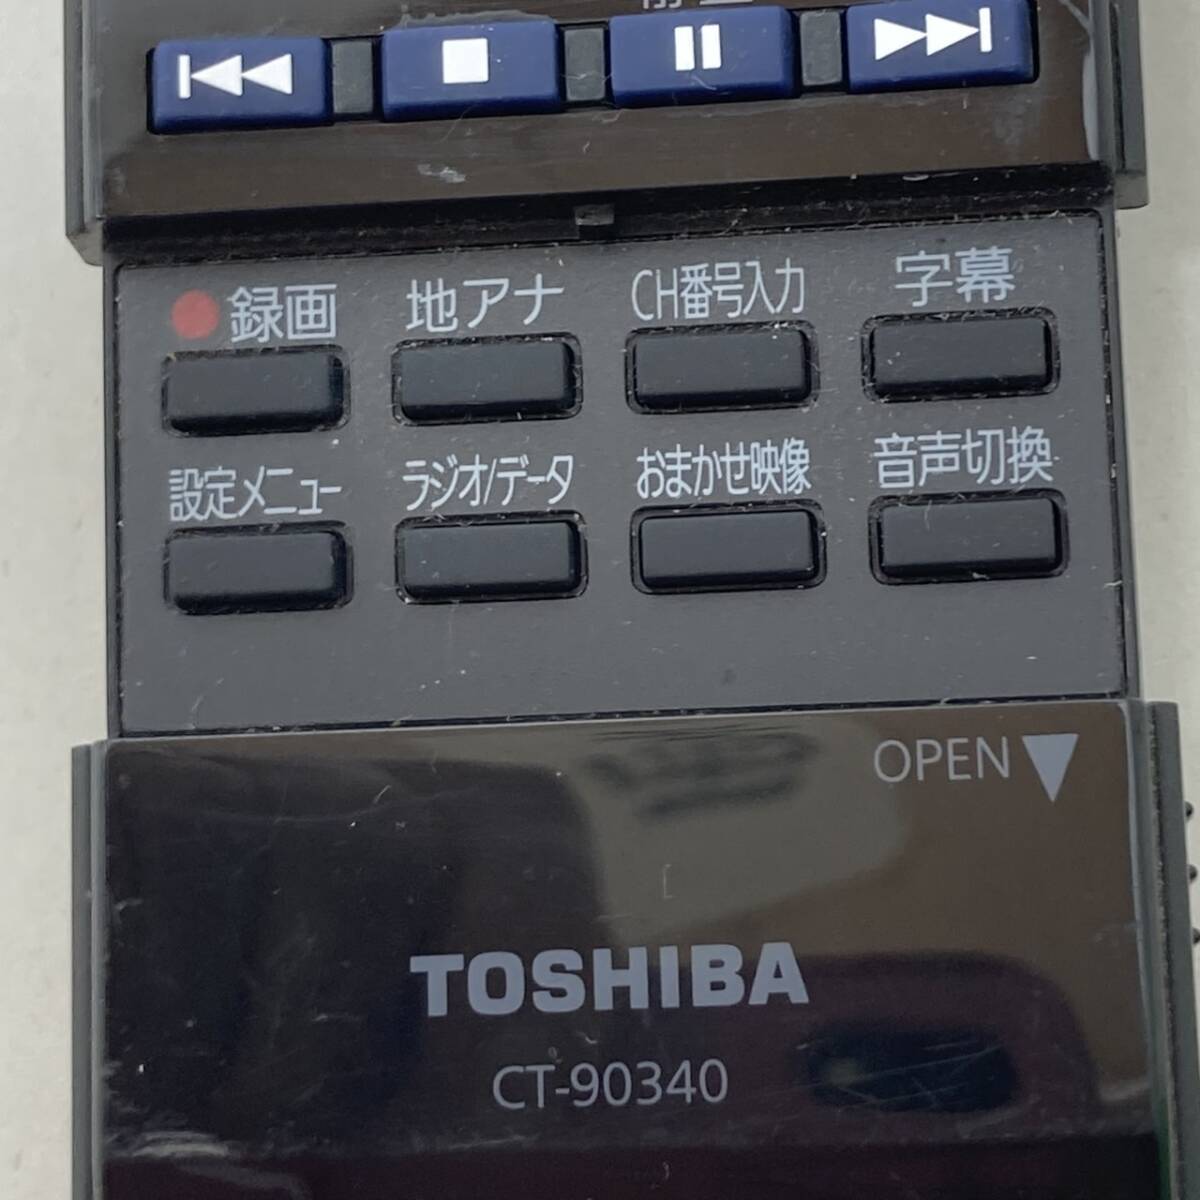 録画 地アナ CH番号入力 字幕
設定メニュー ラジオ/データ おまかせ映像 音声切換
OPEN
TOSHIBA
CT-90340